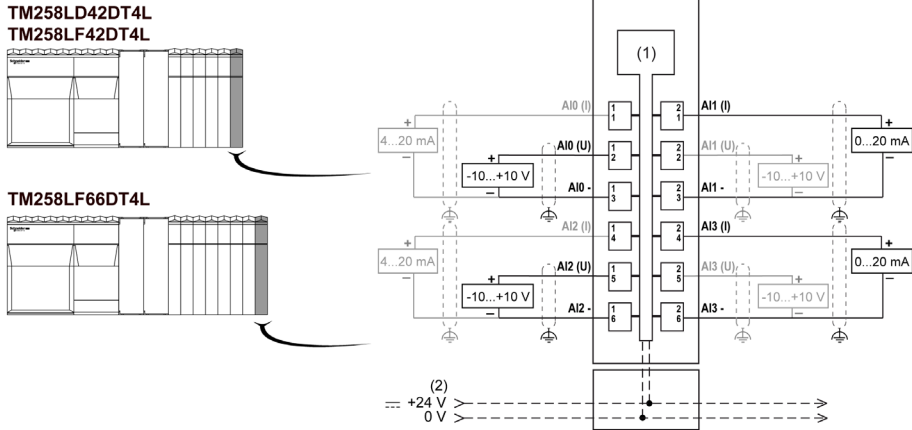 TM258LD42DT4L
TM258LF42DT4L
Schneider
TM258LF66DT4L
Schneider
(1)
AI0 (I)
1 1
2 1
AI1 (I)
+
4...20 mA
−
+
0...20 mA
−
AI0 (U)
1 2
2 2
AI1 (U)
+
-10...+10 V
−
+
-10...+10 V
−
AI0 -
1 3
2 3
AI1 -
AI2 (I)
1 4
2 4
AI3 (I)
+
4...20 mA
−
+
0...20 mA
−
AI2 (U)
1 5
2 5
AI3 (U)
+
-10...+10 V
−
+
-10...+10 V
−
AI2 -
1 6
2 6
AI3 -
(2)
+24 V
0 V